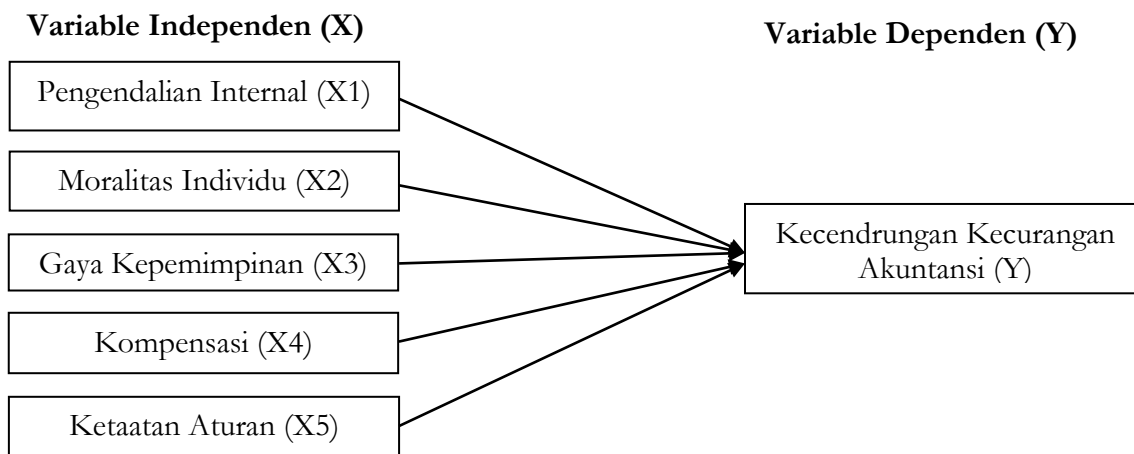 Variable Independen (X)
Variable Dependen (Y)
Pengendalian Internal (X1)
Moralitas Individu (X2)
Gaya Kepemimpinan (X3)
Kompensasi (X4)
Ketaatan Aturan (X5)
Kecendrungan Kecurangan
Akuntansi (Y)